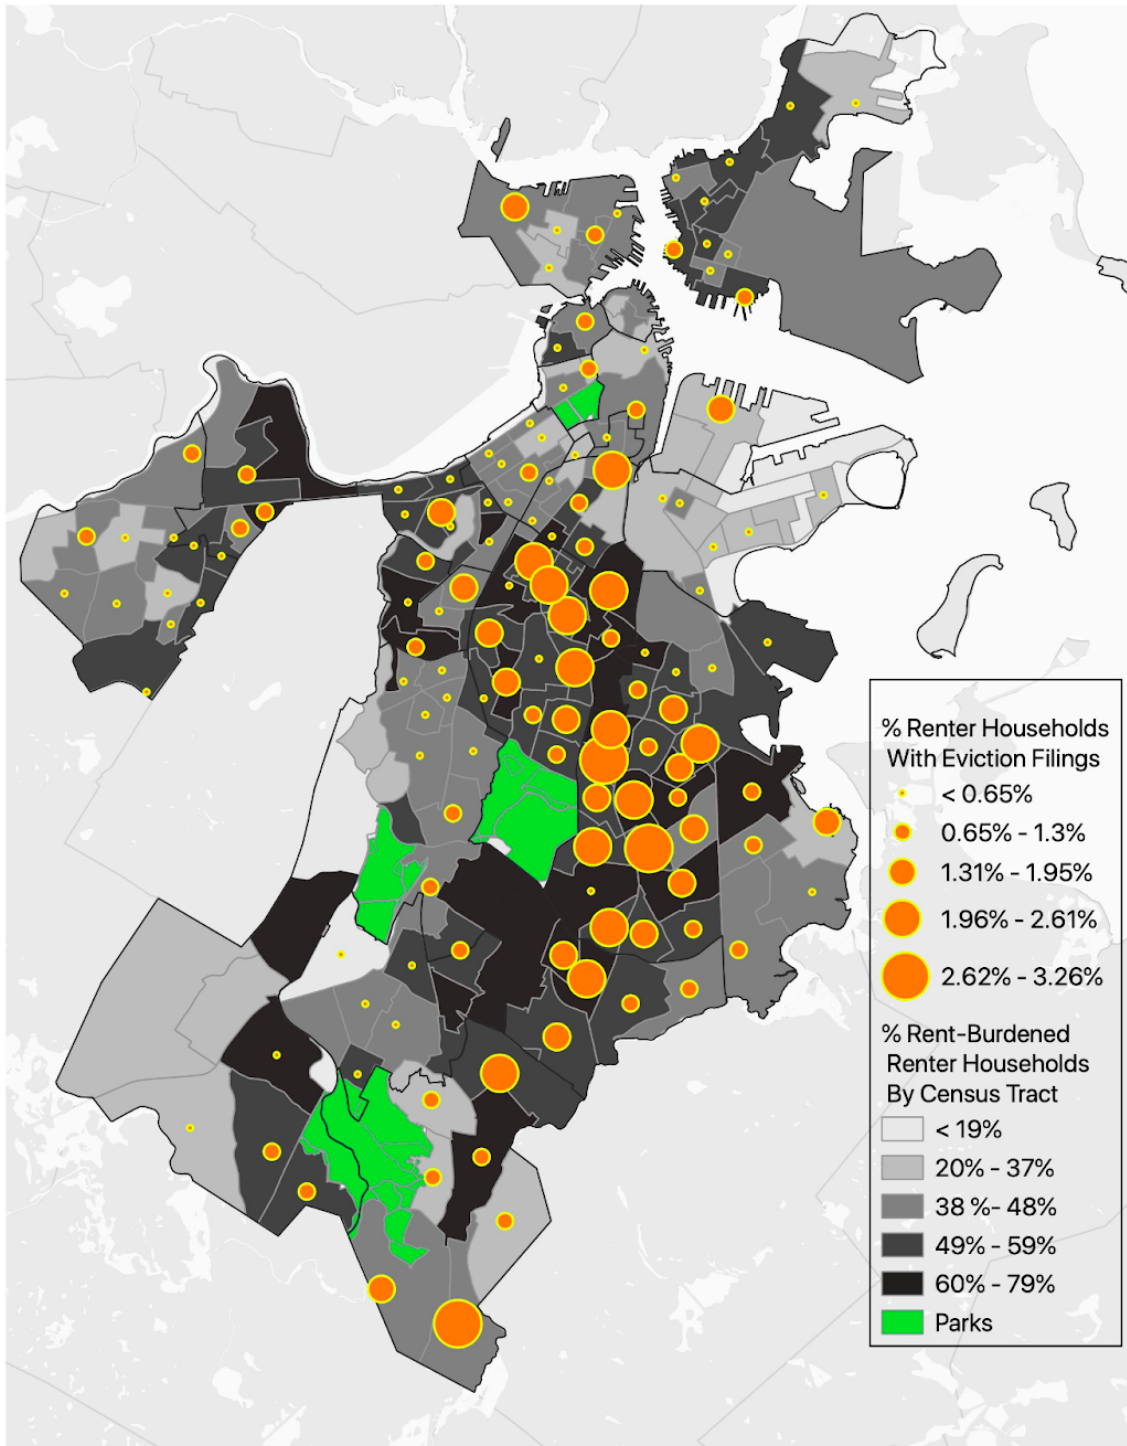 % Renter Households
With Eviction Filings
< 0.65%
0.65% - 1.3%
1.31% - 1.95%
1.96% - 2.61%
2.62% - 3.26%
% Rent-Burdened
Renter Households
By Census Tract
< 19%
20% - 37%
38 %- 48%
49% - 59%
60% - 79%
Parks